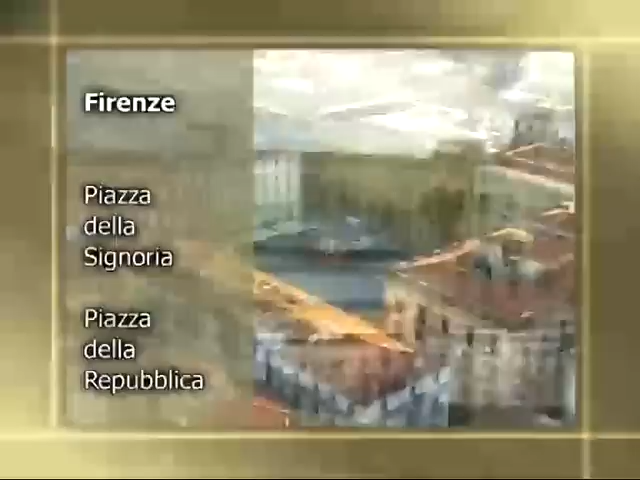 Firenze
Piazza
della
Signoria
Piazza
della
Repubblica